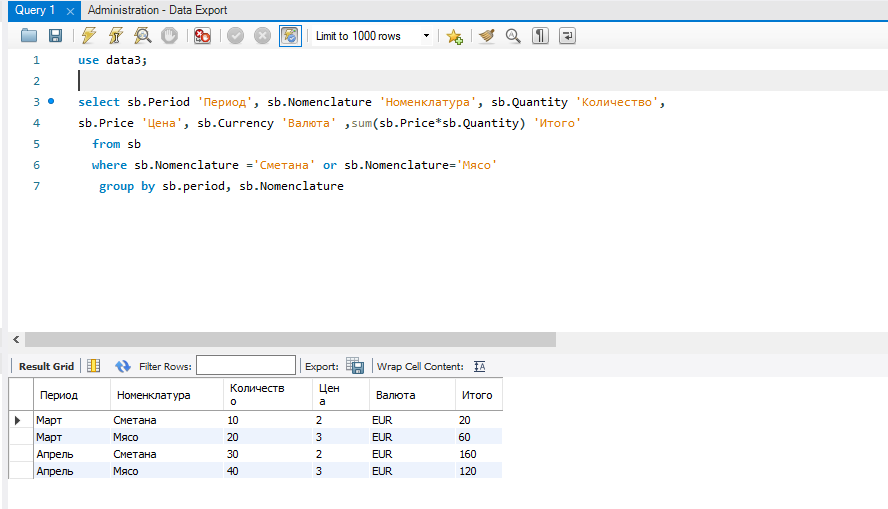 Query 1
Administration - Data Export
Limit to 1000 rows
1 use data3;
2
3 select sb.Period 'Период', sb.Nomenclature 'Номенклатура', sb.Quantity 'Количество',
4 sb.Price 'Цена', sb.Currency 'Валюта' ,sum(sb.Price*sb.Quantity) 'Итого'
5 from sb
6 where sb.Nomenclature ='Сметана' or sb.Nomenclature='Мясо'
7 group by sb.period, sb.Nomenclature
Result Grid Filter Rows: Export: Wrap Cell Content:
Период Номенклатура Количеств Цен Валюта Итого
о а
Март Сметана 10 2 EUR 20
Март Мясо 20 3 EUR 60
Апрель Сметана 30 2 EUR 160
Апрель Мясо 40 3 EUR 120